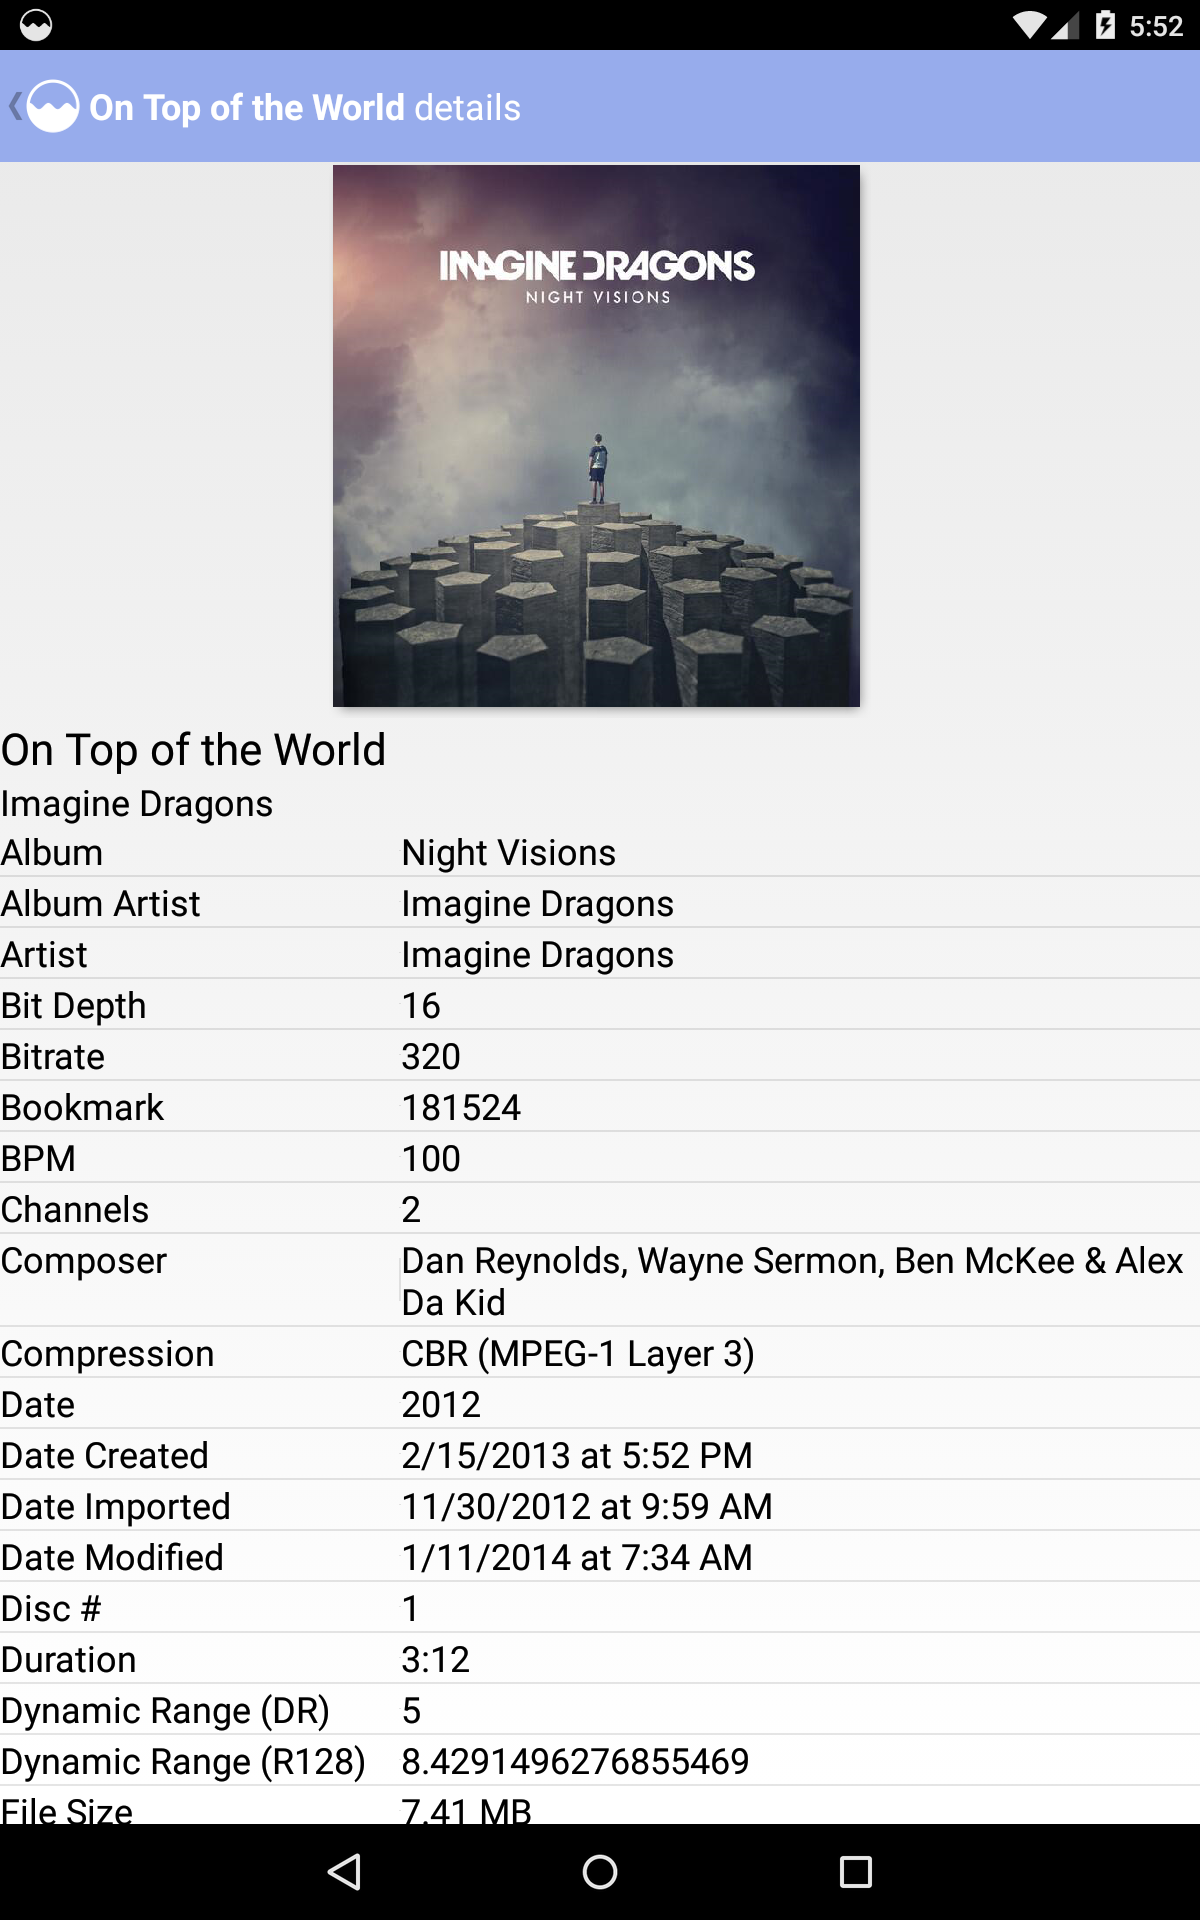 5:52
On Top of the World details
IMAGINE DRAGONS
NIGHT VISIONS
On Top of the World
Imagine Dragons
Album Night Visions
Album Artist Imagine Dragons
Artist Imagine Dragons
Bit Depth 16
Bitrate 320
Bookmark 181524
BPM 100
Channels 2
Composer Dan Reynolds, Wayne Sermon, Ben McKee & Alex
Da Kid
Compression CBR (MPEG-1 Layer 3)
Date 2012
Date Created 2/15/2013 at 5:52 PM
Date Imported 11/30/2012 at 9:59 AM
Date Modified 1/11/2014 at 7:34 AM
Disc # 1
Duration 3:12
Dynamic Range (DR) 5
Dynamic Range (R128) 8.4291496276855469
File Size 7.41 MB